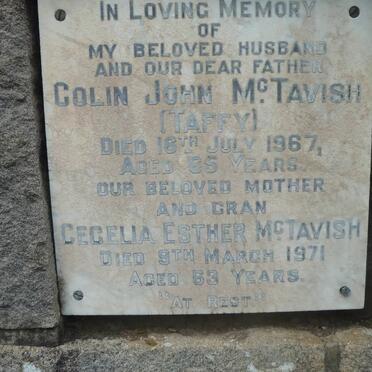 In Loving Memory
of
my beloved husband
and our dear father
Colin John McTavish
(Taffy)
Died 16th July 1967,
Aged 65 Years.
our beloved mother
and gran
Cecelia Esther McTavish
Died 9th March 1971
Aged 63 Years.
"At Rest"